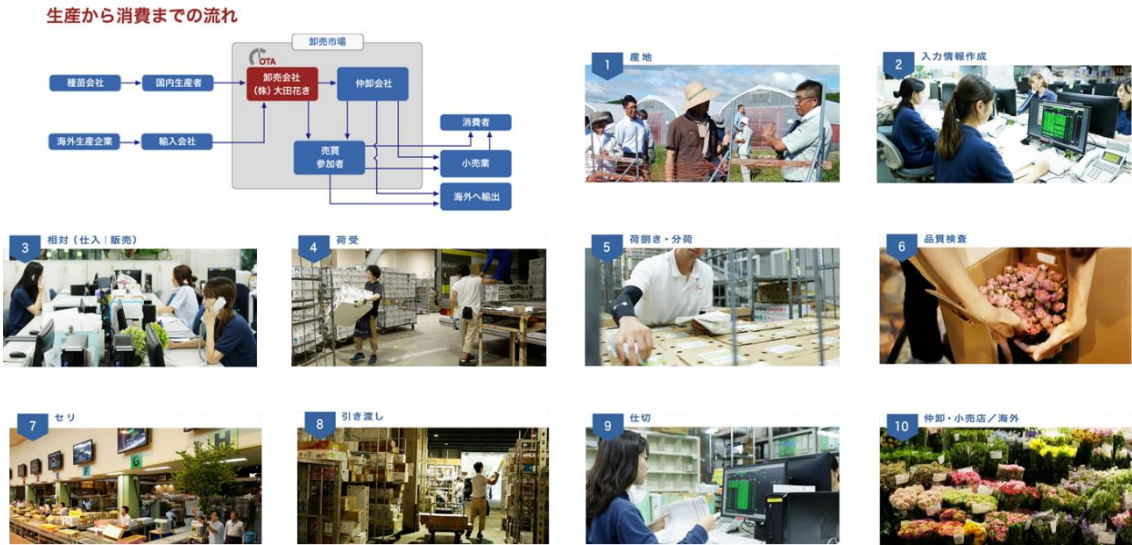 生産から消費までの流れ
卸売市場
OTA
種苗会社
国内生産者
卸売会社
(株)大田花き
仲卸会社
海外生産企業
輸入会社
売買
参加者
消費者
小売業
海外へ輸出
1 産地
2 入力情報作成
3 相対(仕入|販売)
4 荷受
5 荷捌き・分荷
6 品質検査
7 セリ
8 引き渡し
9 仕切
10 仲卸・小売店/海外
F
G
H